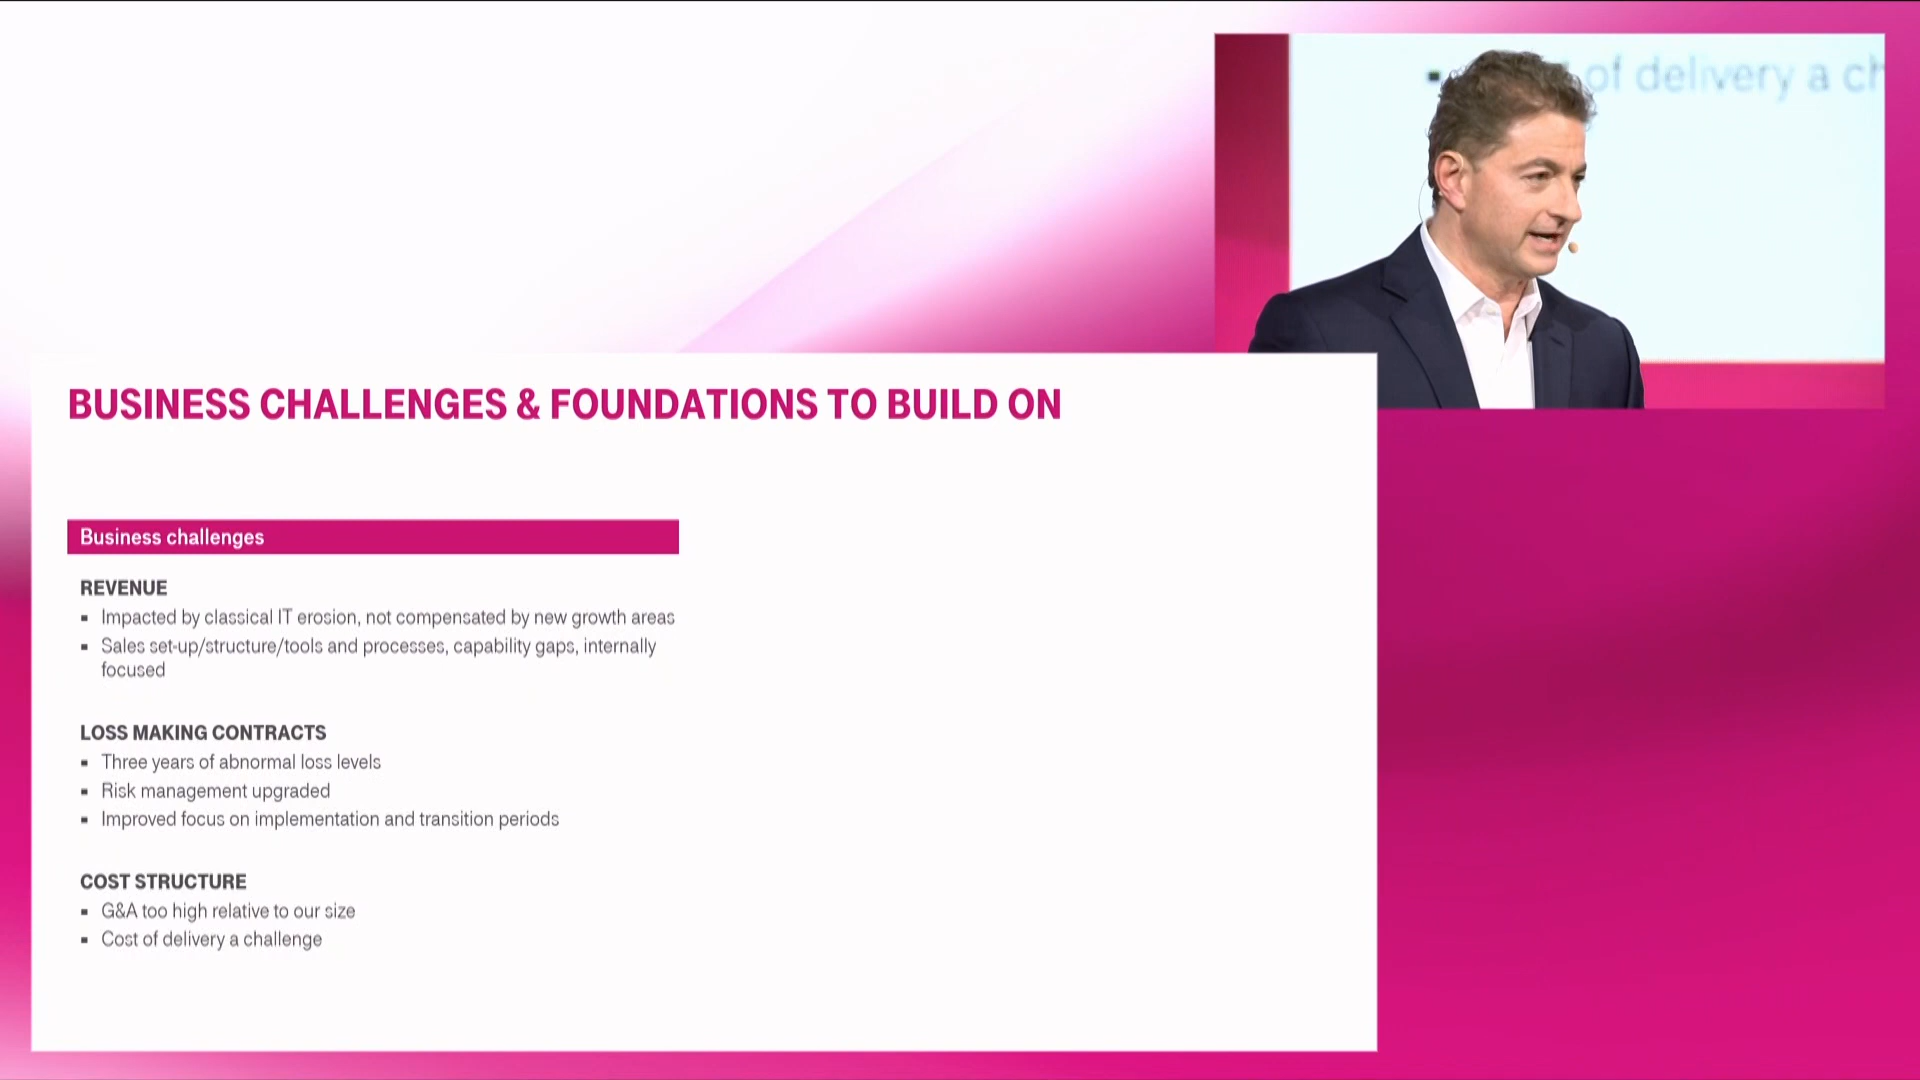 of delivery a ch
BUSINESS CHALLENGES & FOUNDATIONS TO BUILD ON
Business challenges
REVENUE
▪ Impacted by classical IT erosion, not compensated by new growth areas
▪ Sales set-up/structure/tools and processes, capability gaps, internally
focused
LOSS MAKING CONTRACTS
▪ Three years of abnormal loss levels
▪ Risk management upgraded
▪ Improved focus on implementation and transition periods
COST STRUCTURE
▪ G&A too high relative to our size
▪ Cost of delivery a challenge